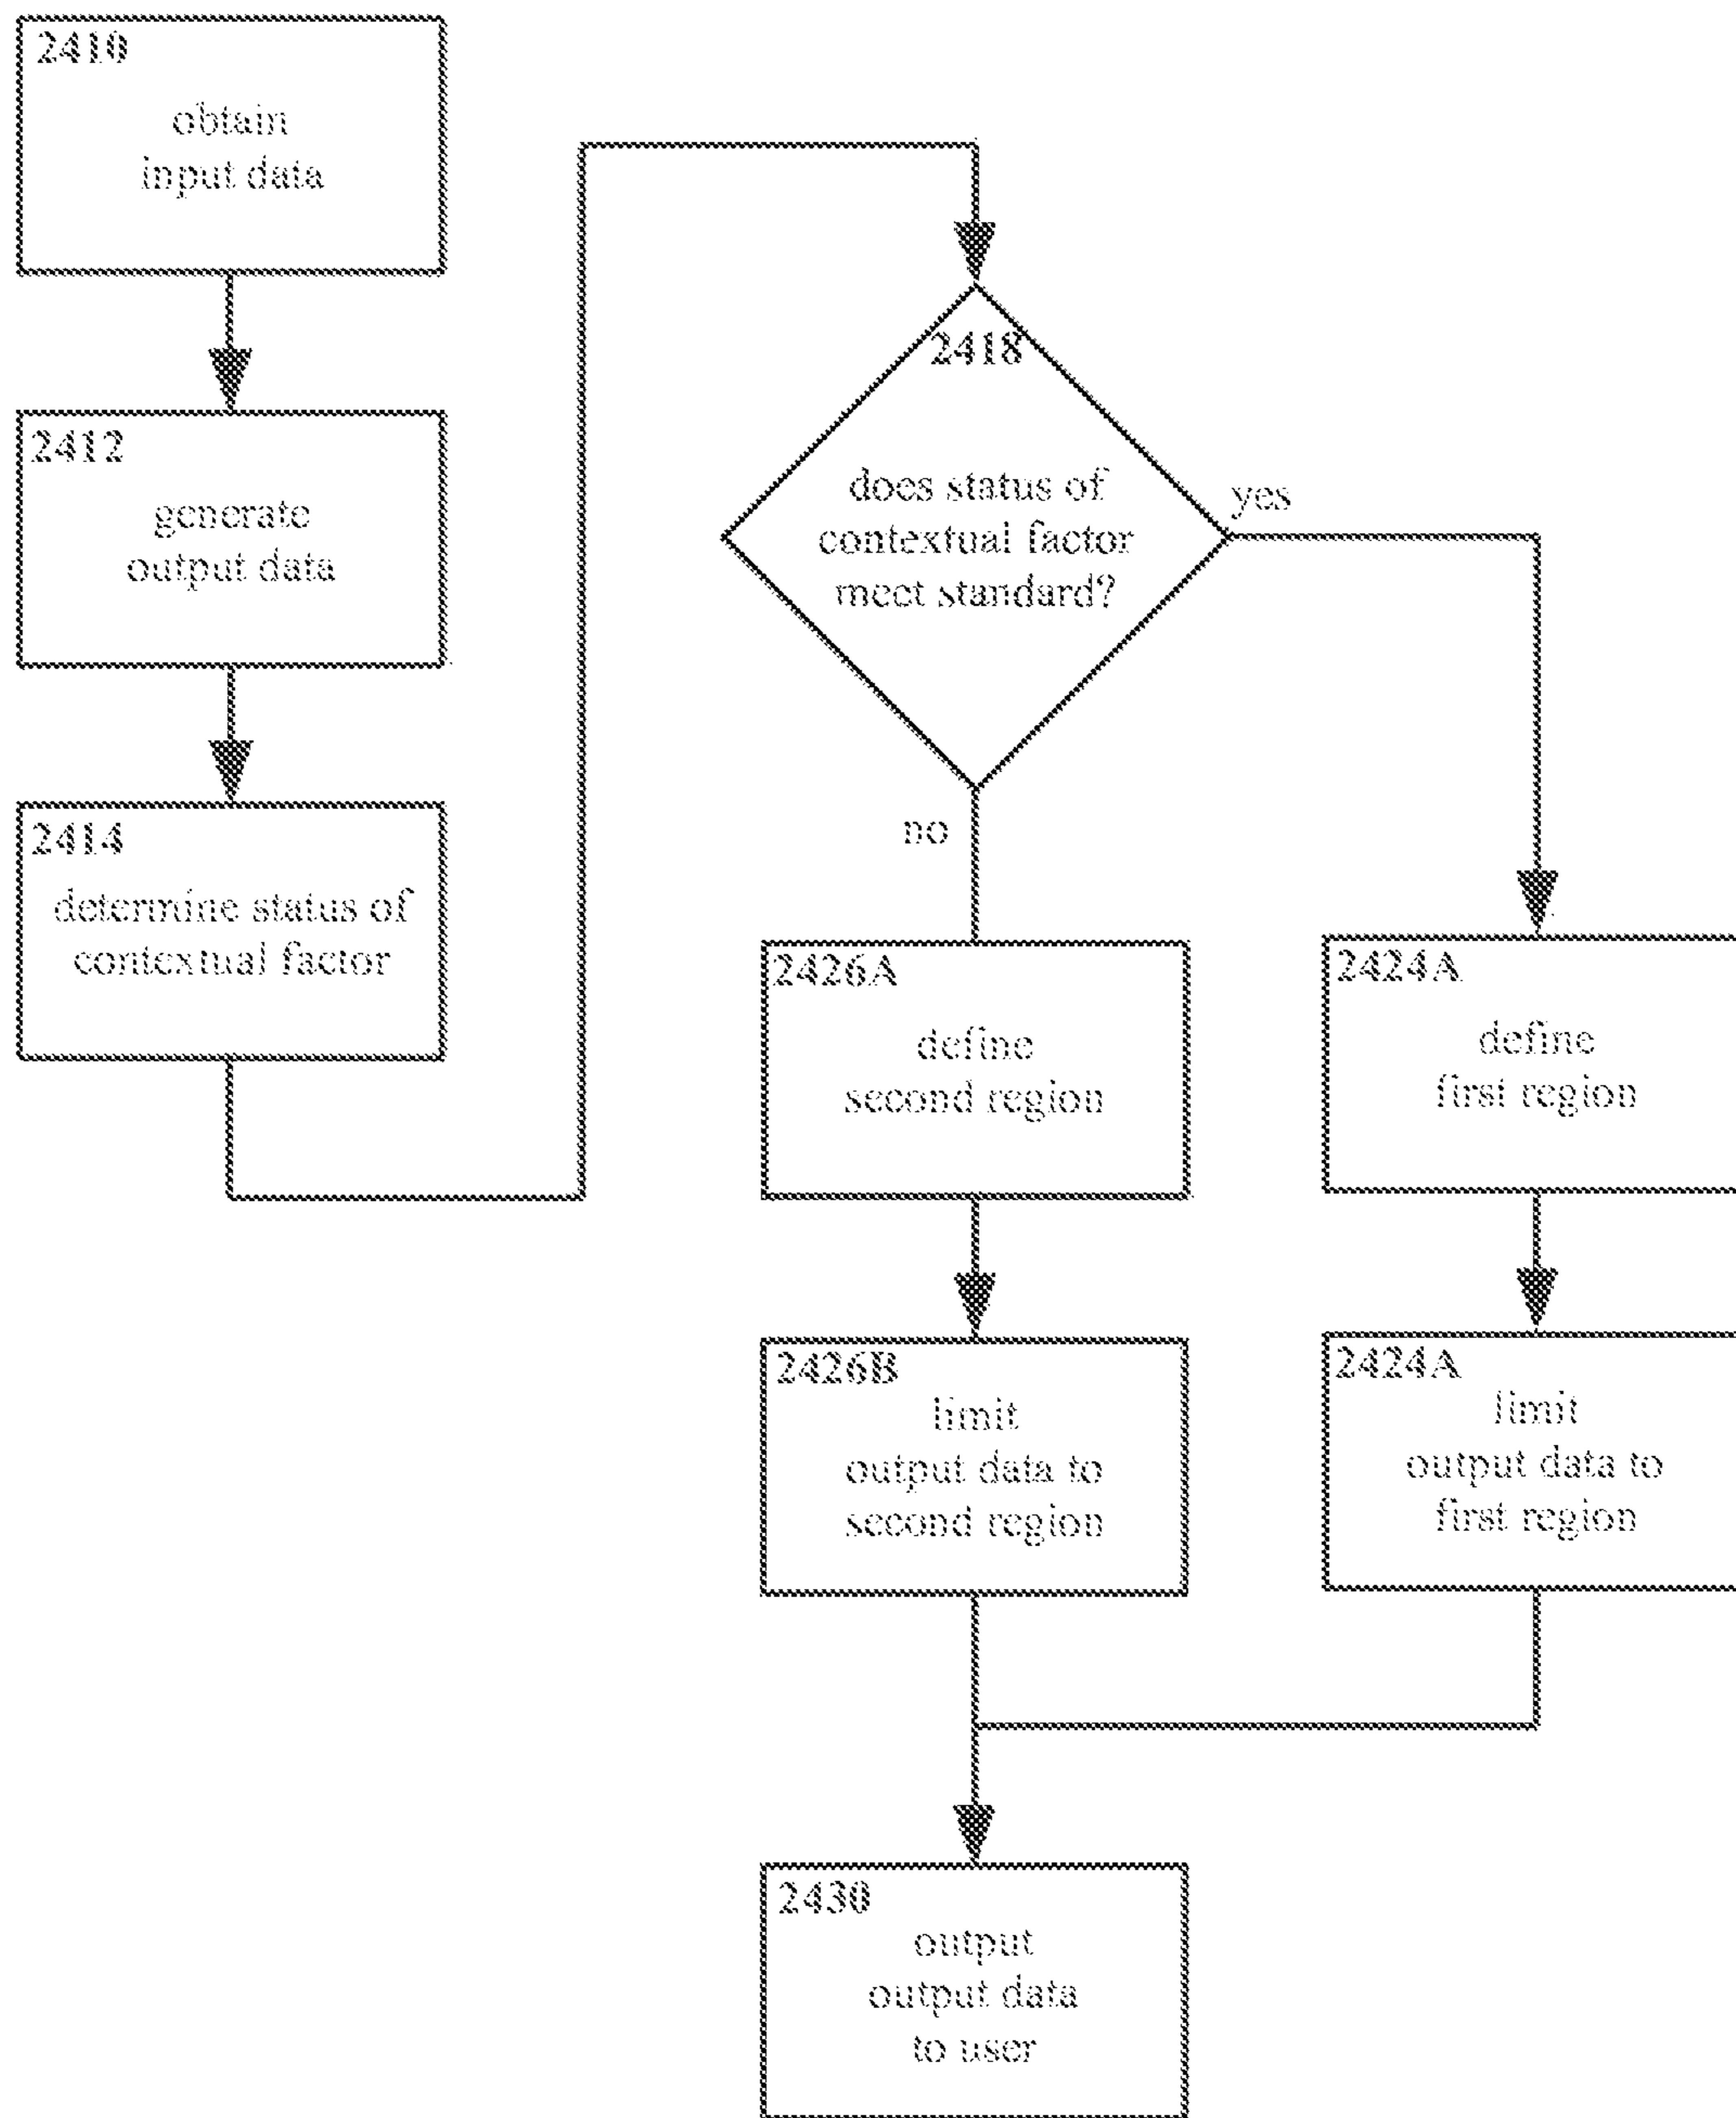 2410
obtain
input data
2412
generate
output data
2414
determine status of
contextual factor
2418
does status of
contextual factor
meet standard?
yes
no
2426A
define
second region
2424A
define
first region
2426B
limit
output data to
second region
2424A
limit
output data to
first region
2430
output
output data
to user